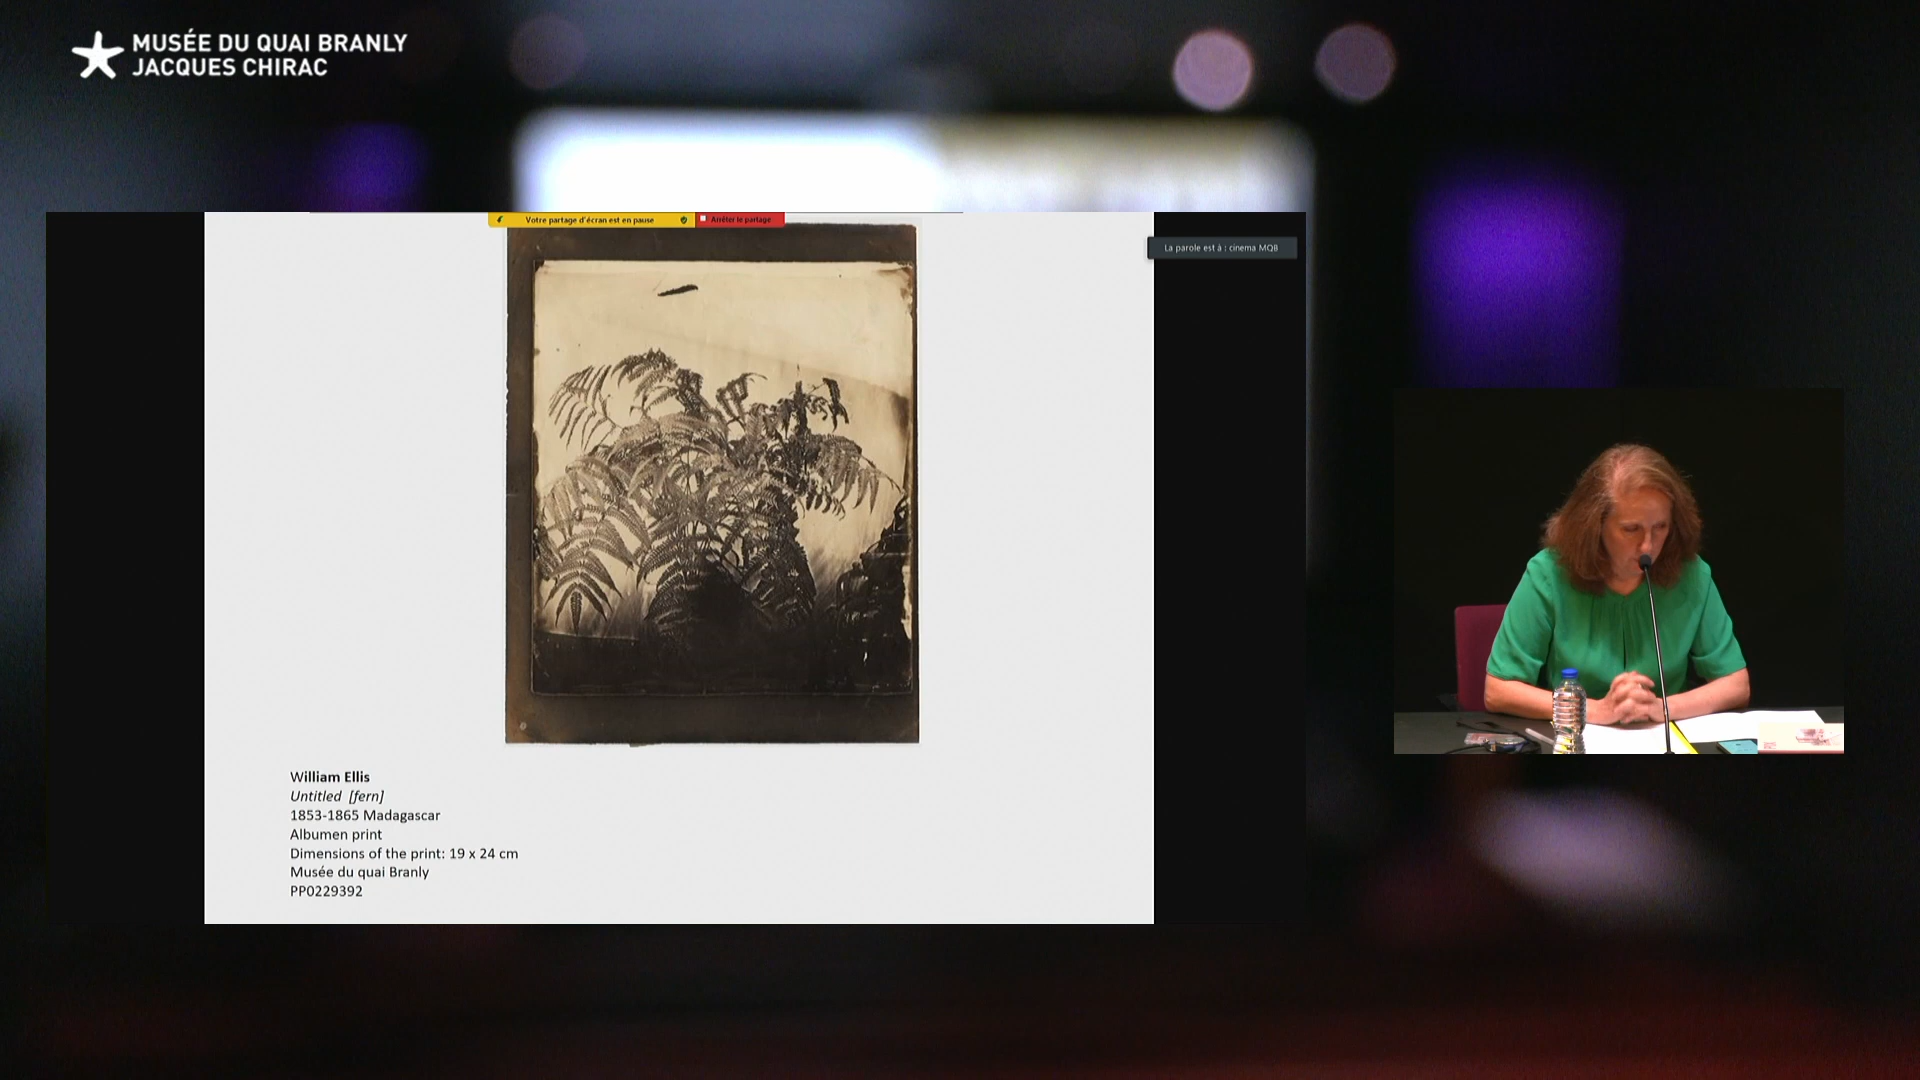 MUSÉE DU QUAI BRANLY
JACQUES CHIRAC
Votre partage d'écran est en pause
Arrêter le partage
La parole est à : cinema MQB
William Ellis
Untitled [fern]
1853-1865 Madagascar
Albumen print
Dimensions of the print: 19 x 24 cm
Musée du quai Branly
PP0229392